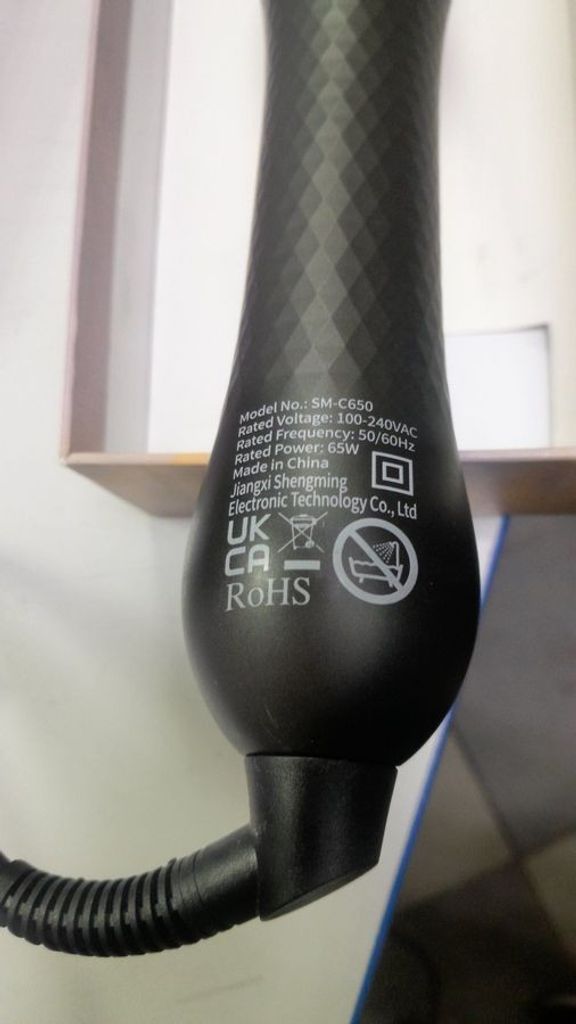 Model No.: SM-C650
Rated Voltage: 100-240VAC
Rated Frequency: 50/60Hz
Rated Power: 65W
Made in China
Jiangxi Shengming
Electronic Technology Co., Ltd
UK
CA
RoHS